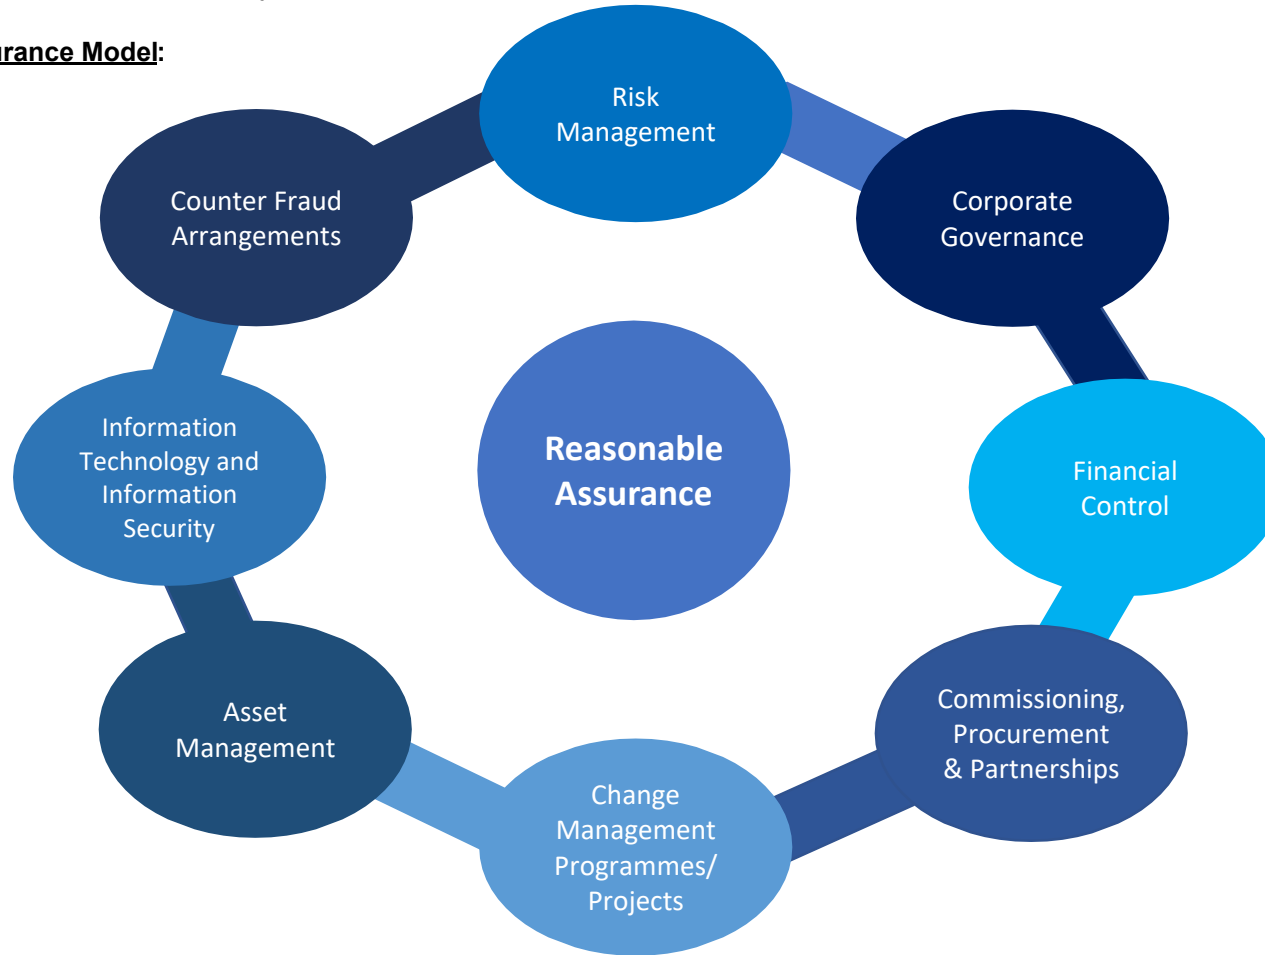 urance Model:
Risk
Management
Counter Fraud
Arrangements
Corporate
Governance
Information
Technology and
Information
Security
Reasonable
Assurance
Financial
Control
Asset
Management
Commissioning,
Procurement
& Partnerships
Change
Management
Programmes/
Projects